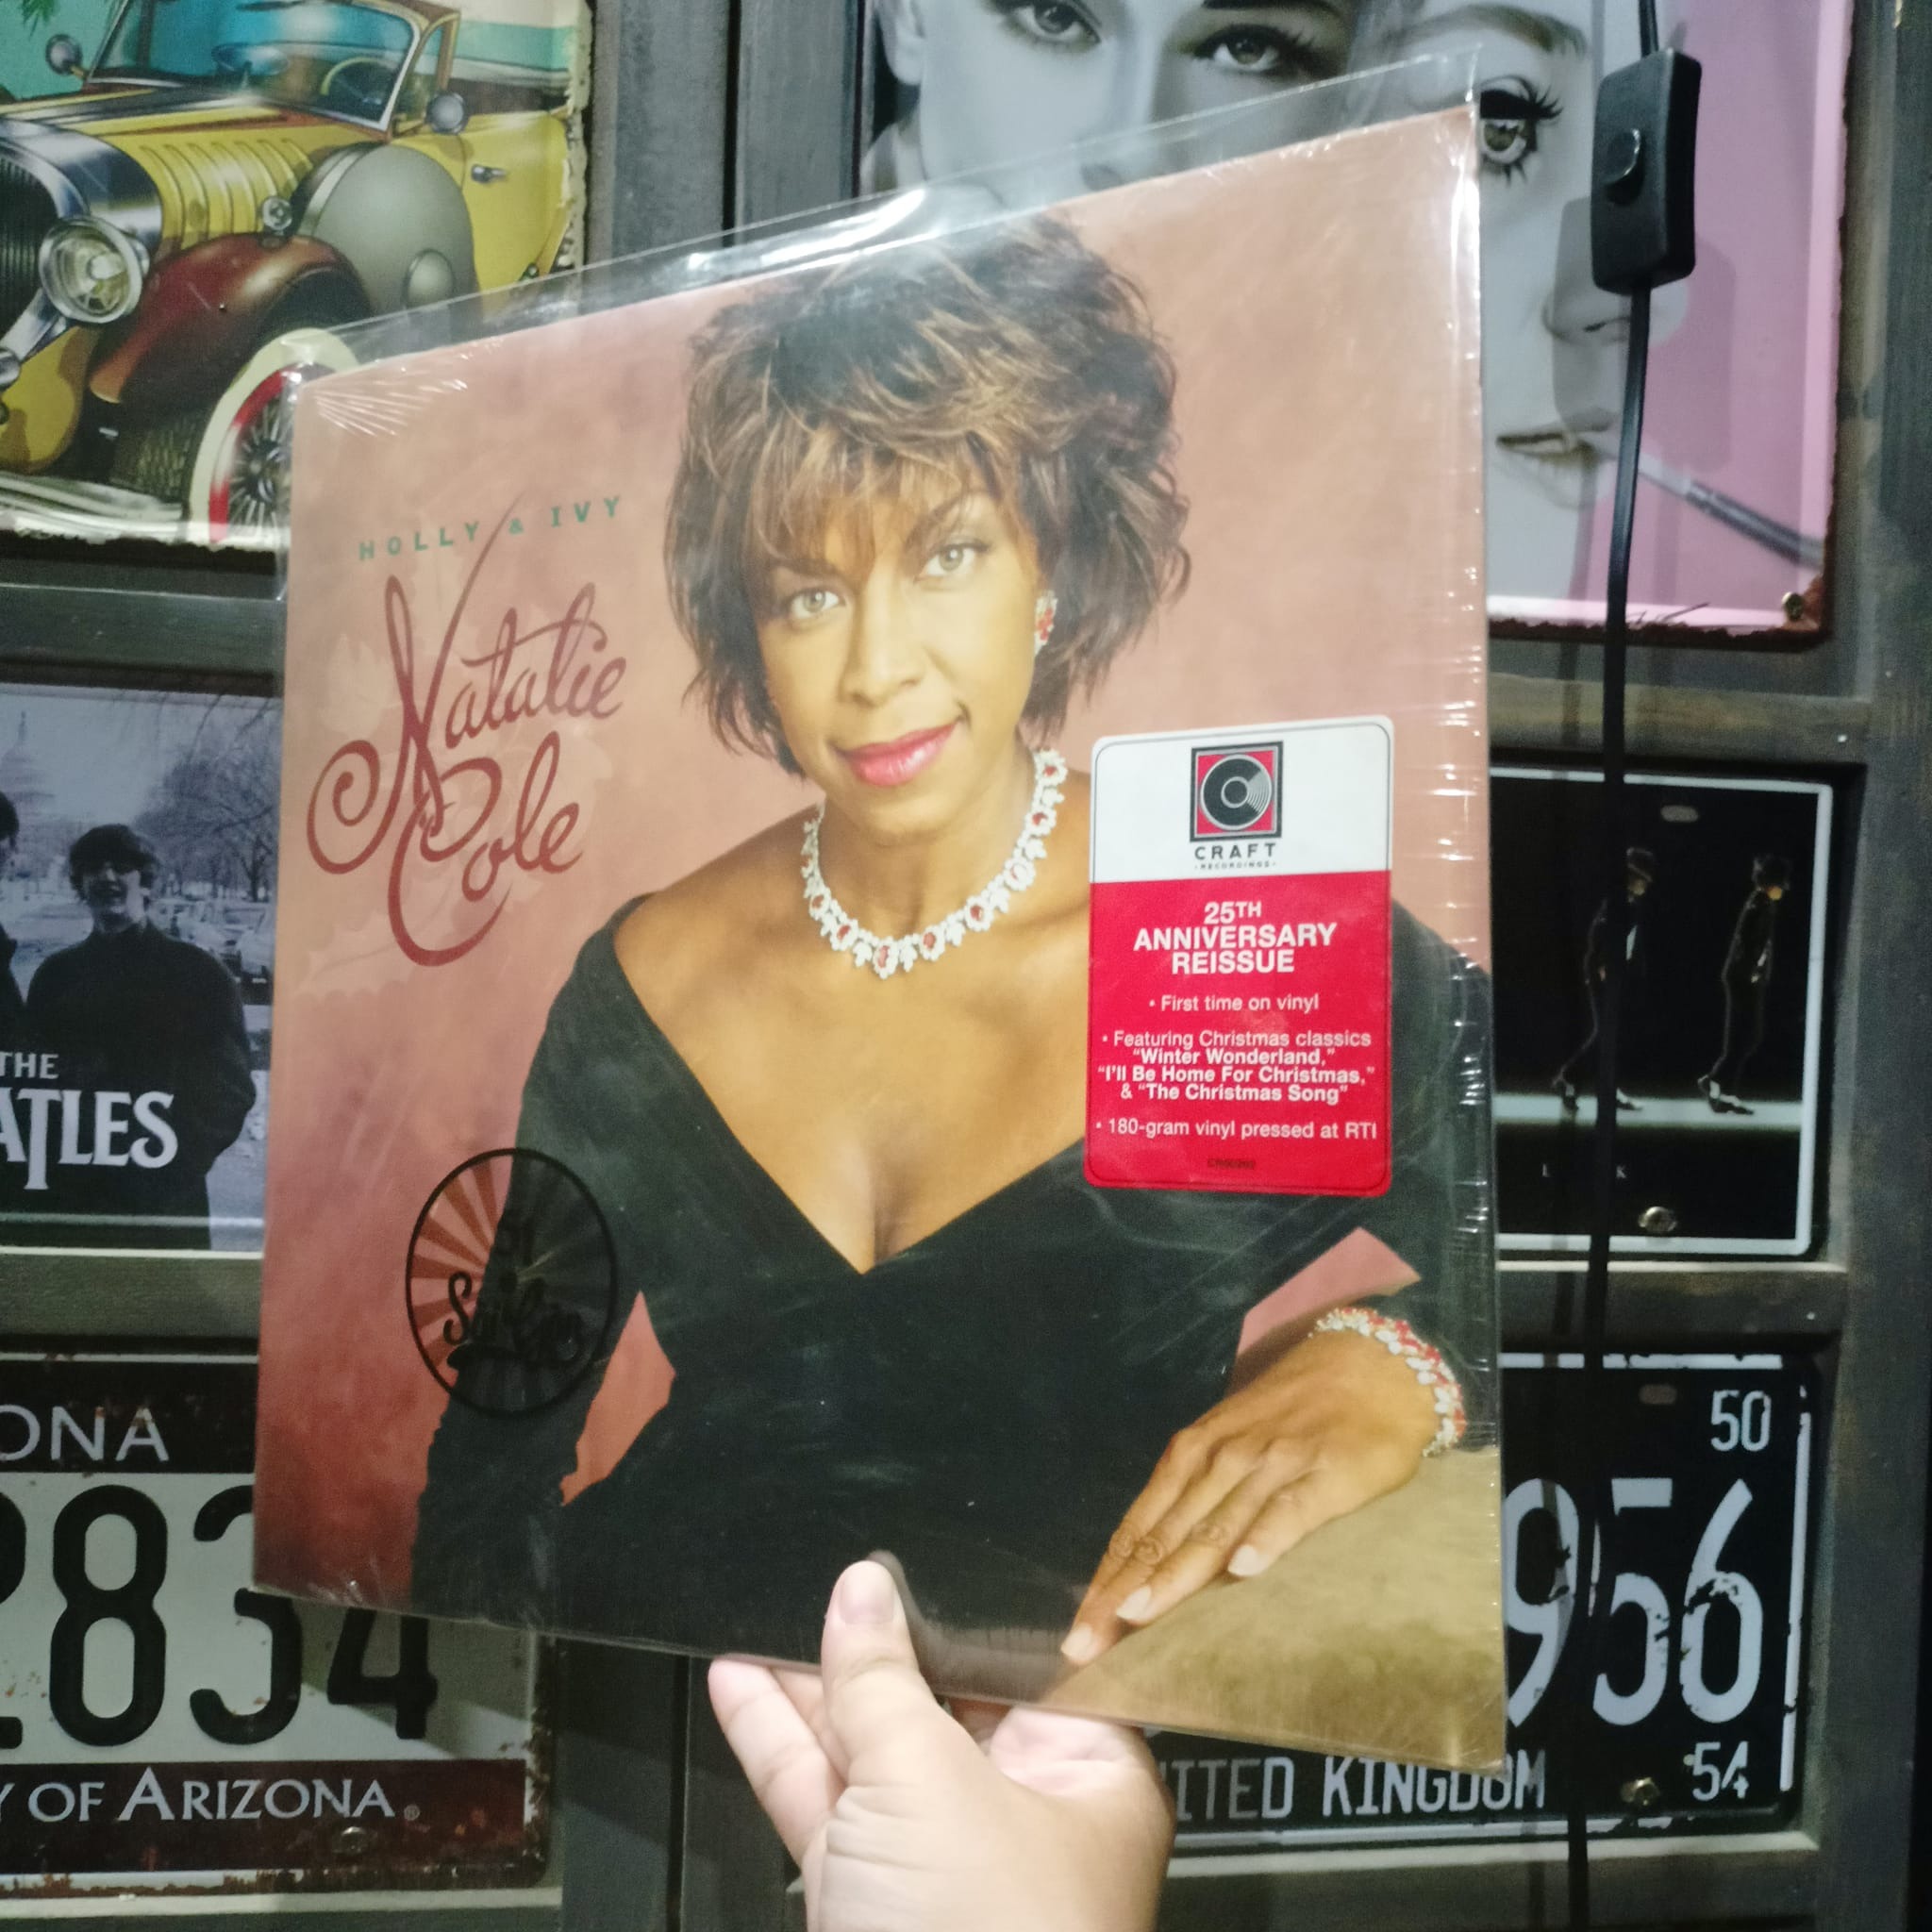 HOLLY & IVY
Natalie
Cole
CRAFT
RECORDINGS
25TH
ANNIVERSARY
REISSUE
• First time on vinyl
• Featuring Christmas classics
"Winter Wonderland,"
"I'll Be Home For Christmas,"
& "The Christmas Song"
• 180-gram vinyl pressed at RTI
THE
ATLES
ONA
2834
Y OF ARIZONA
50
956
ITED KINGDOM
54